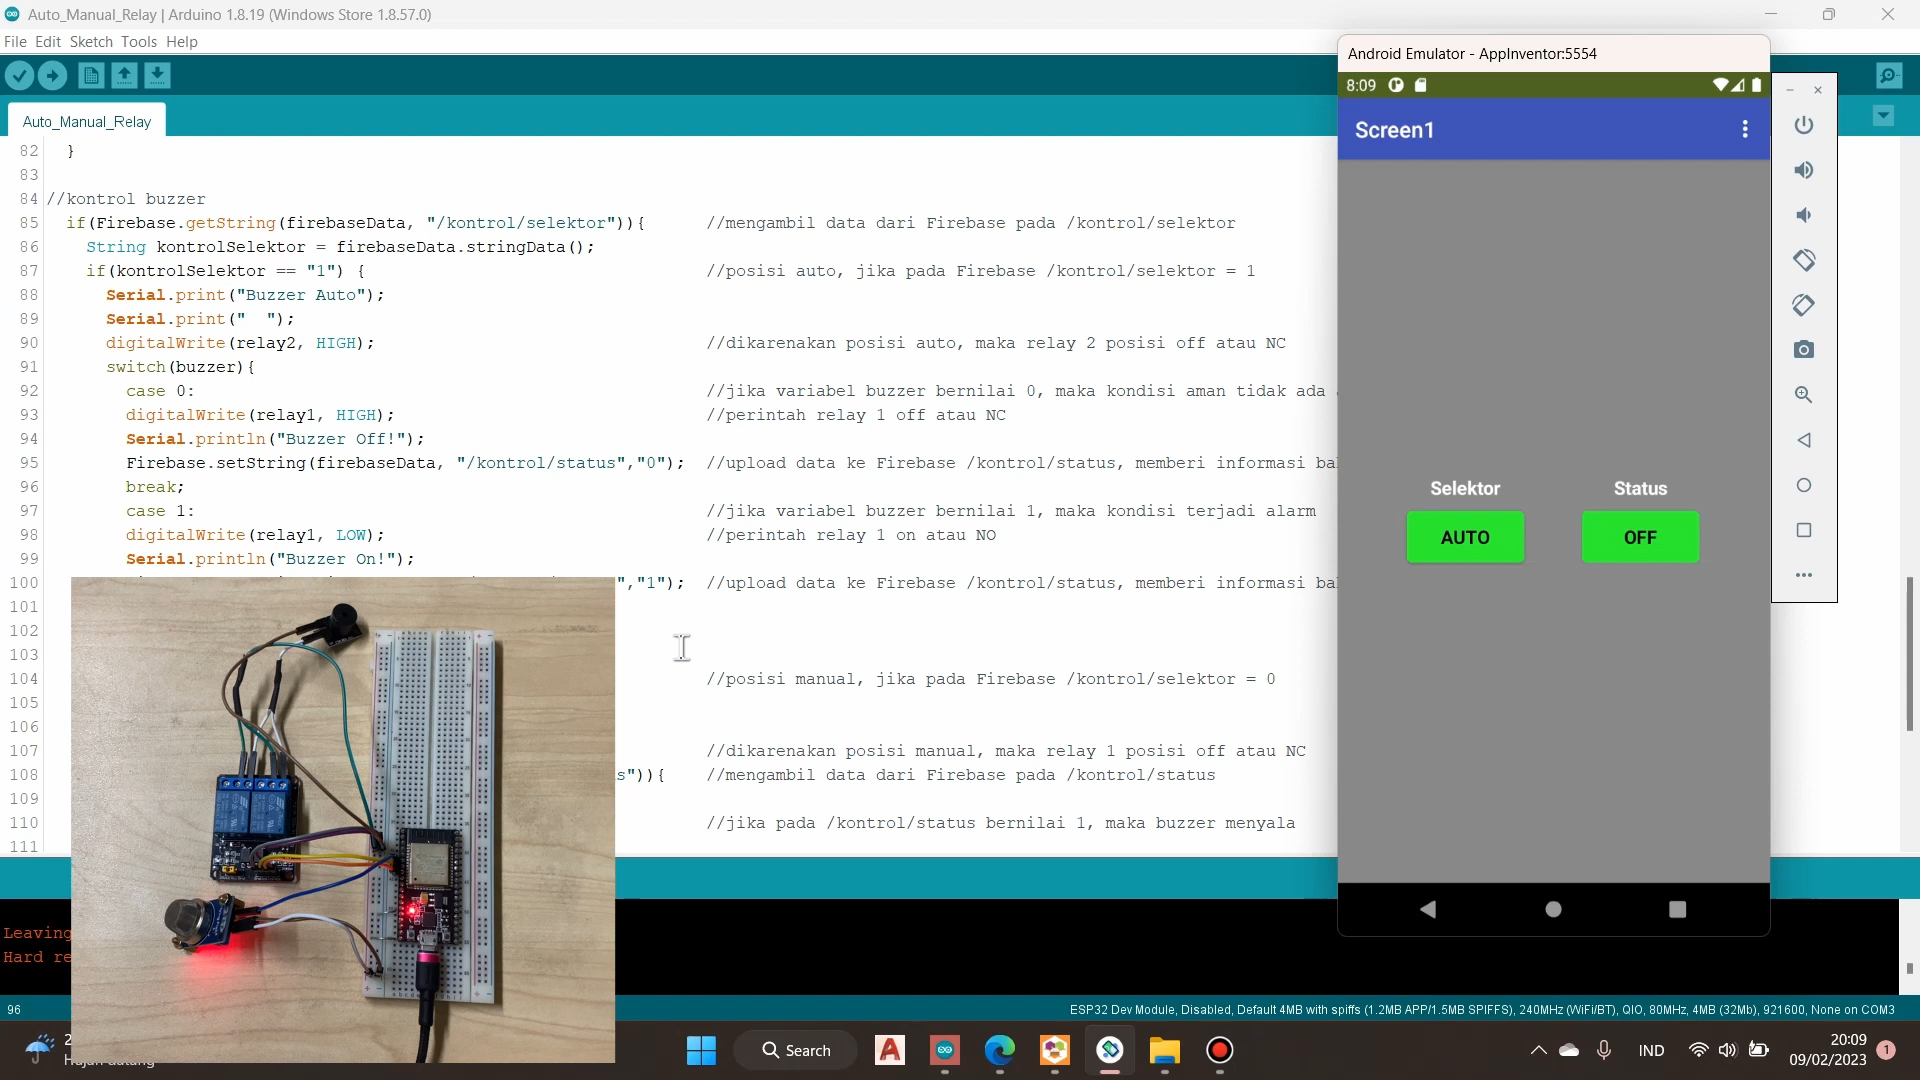 Auto_Manual_Relay | Arduino 1.8.19 (Windows Store 1.8.57.0)
File Edit Sketch Tools Help
Auto_Manual_Relay
82 }
83
84 //kontrol buzzer
85 if(Firebase.getString(firebaseData, "/kontrol/selektor")){ //mengambil data dari Firebase pada /kontrol/selektor
86 String kontrolSelektor = firebaseData.stringData();
87 if(kontrolSelektor == "1") { //posisi auto, jika pada Firebase /kontrol/selektor = 1
88 Serial.print("Buzzer Auto");
89 Serial.print("  ");
90 digitalWrite(relay2, HIGH); //dikarenakan posisi auto, maka relay 2 posisi off atau NC
91 switch(buzzer){
92 case 0: //jika variabel buzzer bernilai 0, maka kondisi aman tidak ada
93 digitalWrite(relay1, HIGH); //perintah relay 1 off atau NC
94 Serial.println("Buzzer Off!");
95 Firebase.setString(firebaseData, "/kontrol/status","0"); //upload data ke Firebase /kontrol/status, memberi informasi ba
96 break;
97 case 1: //jika variabel buzzer bernilai 1, maka kondisi terjadi alarm
98 digitalWrite(relay1, LOW); //perintah relay 1 on atau NO
99 Serial.println("Buzzer On!");
100 ","1"); //upload data ke Firebase /kontrol/status, memberi informasi ba
101
102
103
104 //posisi manual, jika pada Firebase /kontrol/selektor = 0
105
106
107 //dikarenakan posisi manual, maka relay 1 posisi off atau NC
108 s")){ //mengambil data dari Firebase pada /kontrol/status
109
110 //jika pada /kontrol/status bernilai 1, maka buzzer menyala
111
Leaving
Hard re
96
ESP32 Dev Module, Disabled, Default 4MB with spiffs (1.2MB APP/1.5MB SPIFFS), 240MHz (WiFi/BT), QIO, 80MHz, 4MB (32Mb), 921600, None on COM3
Android Emulator - AppInventor:5554
8:09
Screen1
Selektor Status
AUTO OFF
Search
IND
20:09
09/02/2023
1